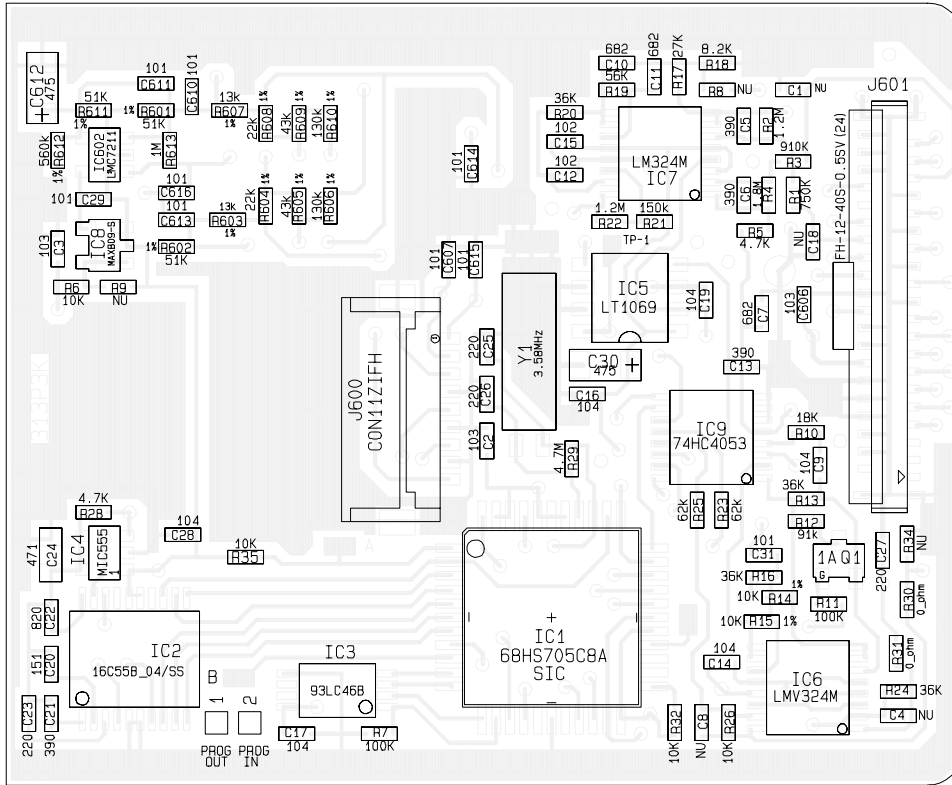 +C612
475
101
C611
101
C610
51K
R611
1%
R601
51K
13k
R607
1%
22K
R608
1%
43K
R609
1%
130k
R610
1%
560k
R612
1%
IC602
LMC7211
1M
R613
101
C29
101
C616
101
C613
13k
R603
1%
22K
R604
1%
43K
R605
1%
130k
R606
1%
103
C3
IC8
MAX809-S
1%
R602
51K
R6
10K
R9
NU
101
C614
101
C607
101
C615
682
C10
56K
R19
682
C11
27K
R17
8.2K
R18
R8
NU
C1
NU
J601
36K
R20
102
C15
102
C12
LM324M
IC7
390
C5
R2
1.2M
910K
R3
390
C6
1.8M
R4
R1
750K
1.2M
R22
150k
R21
TP-1
R5
4.7K
NU
C18
FH-12-40S-0.5SV(24)
IC5
LT1069
104
C19
682
C7
103
C606
J600
CON11ZIFH
220
C25
220
C26
103
C2
Y1
3.58MHz
C30
+
475
C16
104
390
C13
4.7M
R29
IC9
74HC4053
18K
R10
104
C9
36K
R13
R12
91k
62K
R25
R23
62K
4.7K
R28
471
C24
IC4
MIC555
1
104
C28
10K
R35
A
101
C31
36K
R16
10K
R14
1%
10K
R15
1%
1A
Q1
G
R11
100K
220
C27
R34
NU
R30
0_ohm
820
C22
151
C20
IC2
16C55B_04/SS
220
C23
390
C21
B
1
2
PROG
OUT
PROG
IN
IC3
93LC46B
C17
104
R7
100K
+
IC1
68HS705C8A
SIC
104
C14
IC6
LMV324M
R31
0_ohm
R24
36K
C4
NU
10K
R32
NU
C8
10K
R26